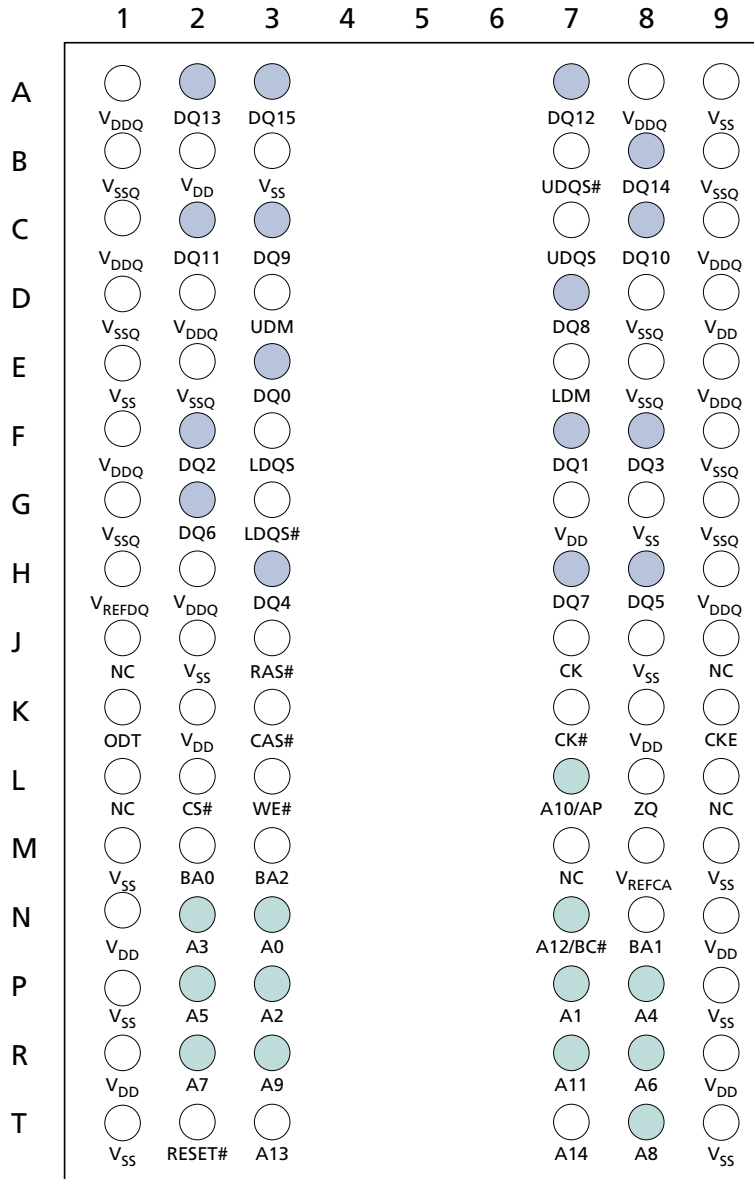 1 2 3 4 5 6 7 8 9
A
VDDQ DQ13 DQ15 DQ12 VDDQ VSS
B
VSSQ VDD VSS UDQS# DQ14 VSSQ
C
VDDQ DQ11 DQ9 UDQS DQ10 VDDQ
D
VSSQ VDDQ UDM DQ8 VSSQ VDD
E
VSS VSSQ DQ0 LDM VSSQ VDDQ
F
VDDQ DQ2 LDQS DQ1 DQ3 VSSQ
G
VSSQ DQ6 LDQS# VDD VSS VSSQ
H
VREFDQ VDDQ DQ4 DQ7 DQ5 VDDQ
J
NC VSS RAS# CK VSS NC
K
ODT VDD CAS# CK# VDD CKE
L
NC CS# WE# A10/AP ZQ NC
M
VSS BA0 BA2 NC VREFCA VSS
N
VDD A3 A0 A12/BC# BA1 VDD
P
VSS A5 A2 A1 A4 VSS
R
VDD A7 A9 A11 A6 VDD
T
VSS RESET# A13 A14 A8 VSS